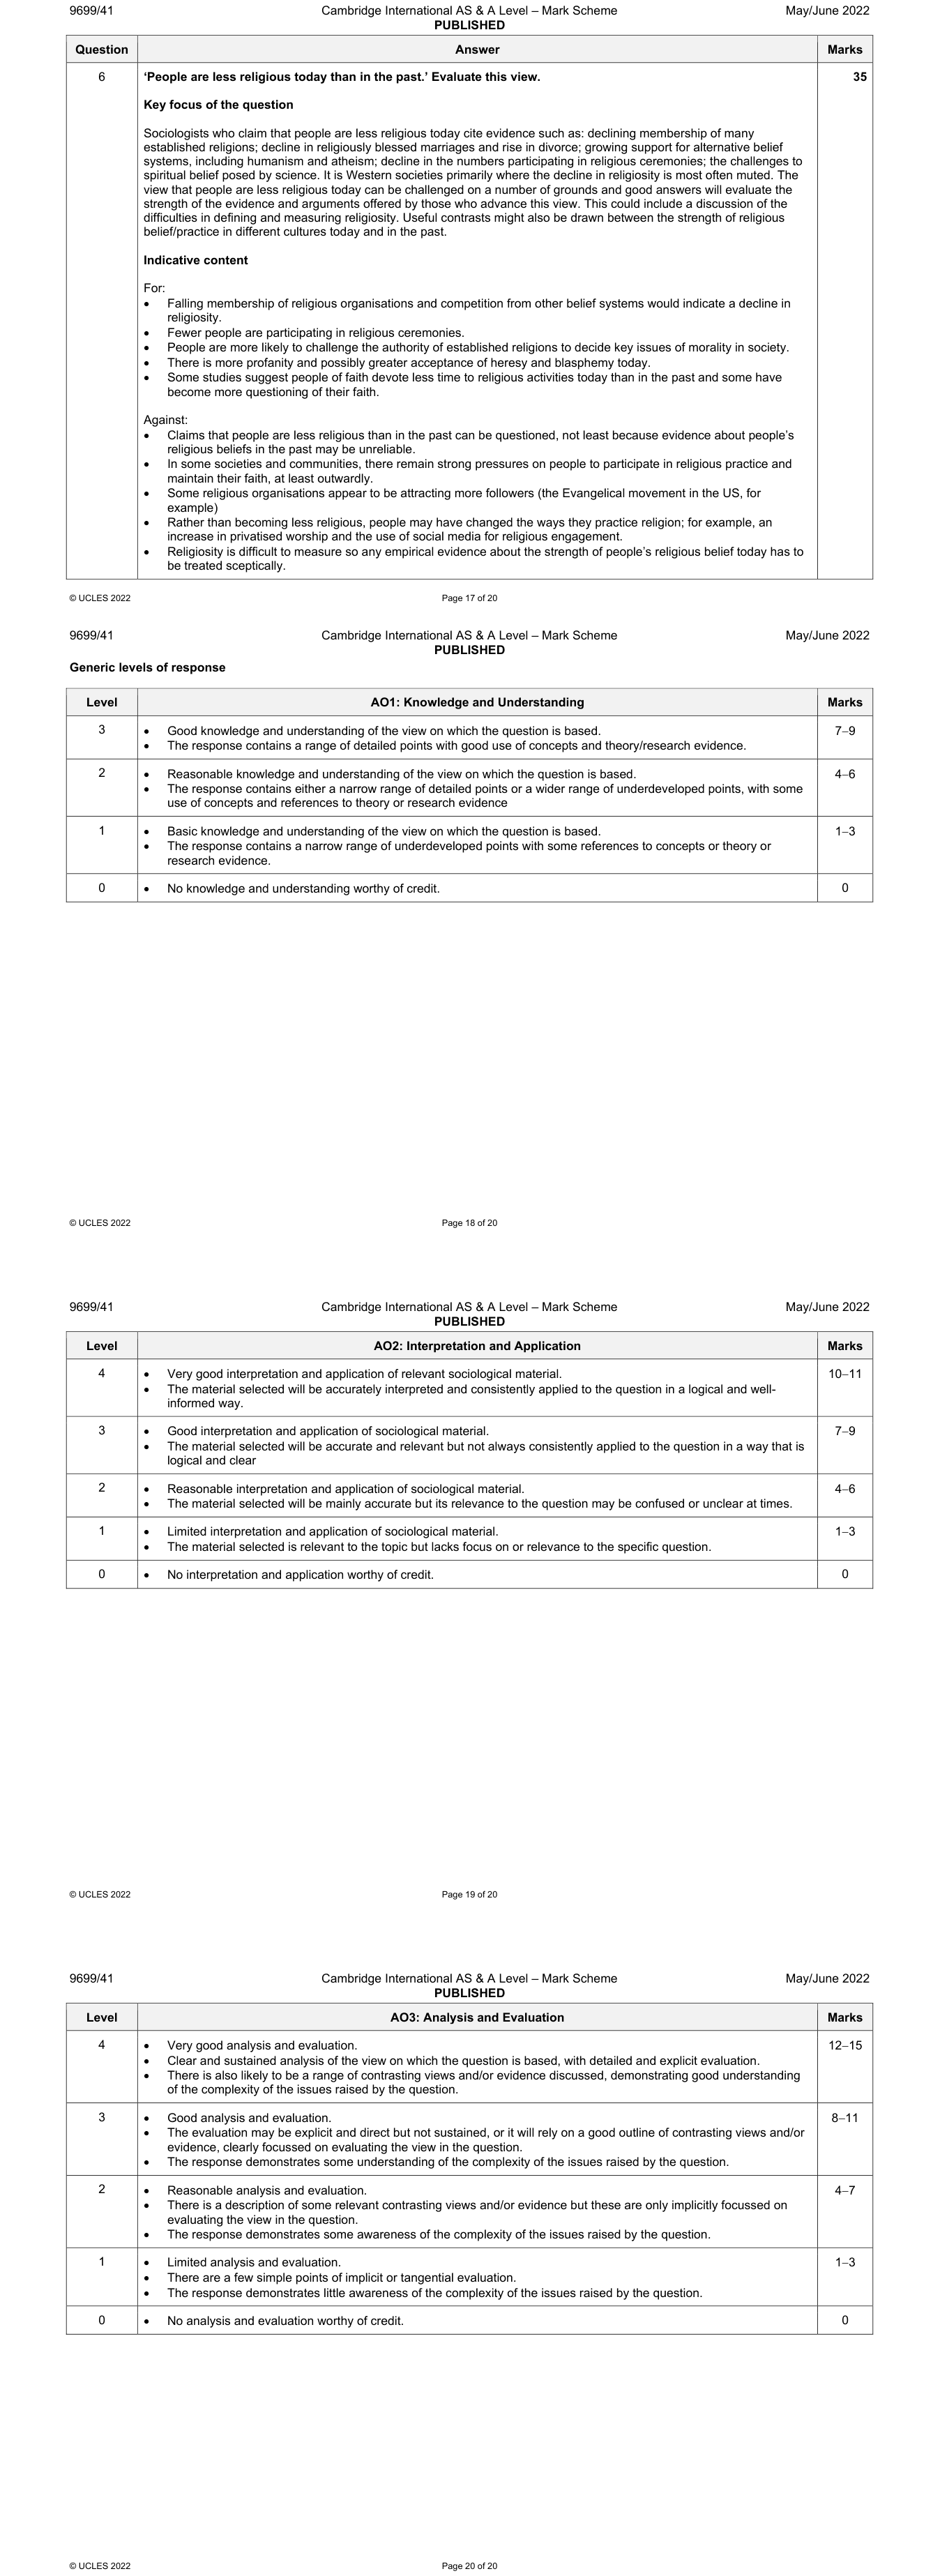 9699/41 Cambridge International AS & A Level – Mark Scheme May/June 2022
PUBLISHED
Question Answer Marks
6 ‘People are less religious today than in the past.’ Evaluate this view. 35
Key focus of the question
Sociologists who claim that people are less religious today cite evidence such as: declining membership of many
established religions; decline in religiously blessed marriages and rise in divorce; growing support for alternative belief
systems, including humanism and atheism; decline in the numbers participating in religious ceremonies; the challenges to
spiritual belief posed by science. It is Western societies primarily where the decline in religiosity is most often muted. The
view that people are less religious today can be challenged on a number of grounds and good answers will evaluate the
strength of the evidence and arguments offered by those who advance this view. This could include a discussion of the
difficulties in defining and measuring religiosity. Useful contrasts might also be drawn between the strength of religious
belief/practice in different cultures today and in the past.
Indicative content
For:
• Falling membership of religious organisations and competition from other belief systems would indicate a decline in
religiosity.
• Fewer people are participating in religious ceremonies.
• People are more likely to challenge the authority of established religions to decide key issues of morality in society.
• There is more profanity and possibly greater acceptance of heresy and blasphemy today.
• Some studies suggest people of faith devote less time to religious activities today than in the past and some have
become more questioning of their faith.
Against:
• Claims that people are less religious than in the past can be questioned, not least because evidence about people’s
religious beliefs in the past may be unreliable.
• In some societies and communities, there remain strong pressures on people to participate in religious practice and
maintain their faith, at least outwardly.
• Some religious organisations appear to be attracting more followers (the Evangelical movement in the US, for
example)
• Rather than becoming less religious, people may have changed the ways they practice religion; for example, an
increase in privatised worship and the use of social media for religious engagement.
• Religiosity is difficult to measure so any empirical evidence about the strength of people’s religious belief today has to
be treated sceptically.
© UCLES 2022 Page 17 of 20
9699/41 Cambridge International AS & A Level – Mark Scheme May/June 2022
PUBLISHED
Generic levels of response
Level AO1: Knowledge and Understanding Marks
3 • Good knowledge and understanding of the view on which the question is based. 7–9
• The response contains a range of detailed points with good use of concepts and theory/research evidence.
2 • Reasonable knowledge and understanding of the view on which the question is based. 4–6
• The response contains either a narrow range of detailed points or a wider range of underdeveloped points, with some
use of concepts and references to theory or research evidence
1 • Basic knowledge and understanding of the view on which the question is based. 1–3
• The response contains a narrow range of underdeveloped points with some references to concepts or theory or
research evidence.
0 • No knowledge and understanding worthy of credit. 0
© UCLES 2022 Page 18 of 20
9699/41 Cambridge International AS & A Level – Mark Scheme May/June 2022
PUBLISHED
Level AO2: Interpretation and Application Marks
4 • Very good interpretation and application of relevant sociological material. 10–11
• The material selected will be accurately interpreted and consistently applied to the question in a logical and well-
informed way.
3 • Good interpretation and application of sociological material. 7–9
• The material selected will be accurate and relevant but not always consistently applied to the question in a way that is
logical and clear
2 • Reasonable interpretation and application of sociological material. 4–6
• The material selected will be mainly accurate but its relevance to the question may be confused or unclear at times.
1 • Limited interpretation and application of sociological material. 1–3
• The material selected is relevant to the topic but lacks focus on or relevance to the specific question.
0 • No interpretation and application worthy of credit. 0
© UCLES 2022 Page 19 of 20
9699/41 Cambridge International AS & A Level – Mark Scheme May/June 2022
PUBLISHED
Level AO3: Analysis and Evaluation Marks
4 • Very good analysis and evaluation. 12–15
• Clear and sustained analysis of the view on which the question is based, with detailed and explicit evaluation.
• There is also likely to be a range of contrasting views and/or evidence discussed, demonstrating good understanding
of the complexity of the issues raised by the question.
3 • Good analysis and evaluation. 8–11
• The evaluation may be explicit and direct but not sustained, or it will rely on a good outline of contrasting views and/or
evidence, clearly focussed on evaluating the view in the question.
• The response demonstrates some understanding of the complexity of the issues raised by the question.
2 • Reasonable analysis and evaluation. 4–7
• There is a description of some relevant contrasting views and/or evidence but these are only implicitly focussed on
evaluating the view in the question.
• The response demonstrates some awareness of the complexity of the issues raised by the question.
1 • Limited analysis and evaluation. 1–3
• There are a few simple points of implicit or tangential evaluation.
• The response demonstrates little awareness of the complexity of the issues raised by the question.
0 • No analysis and evaluation worthy of credit. 0
© UCLES 2022 Page 20 of 20